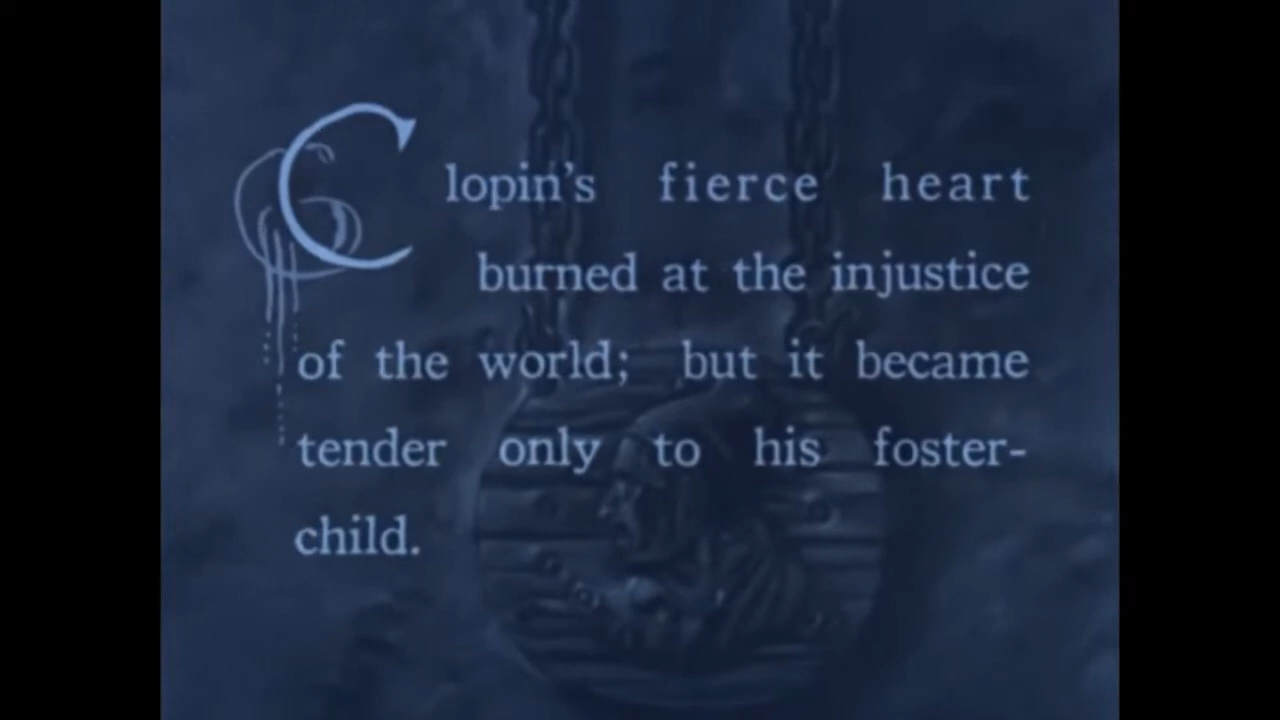 Clopin's fierce heart
burned at the injustice
of the world; but it became
tender only to his foster-
child.